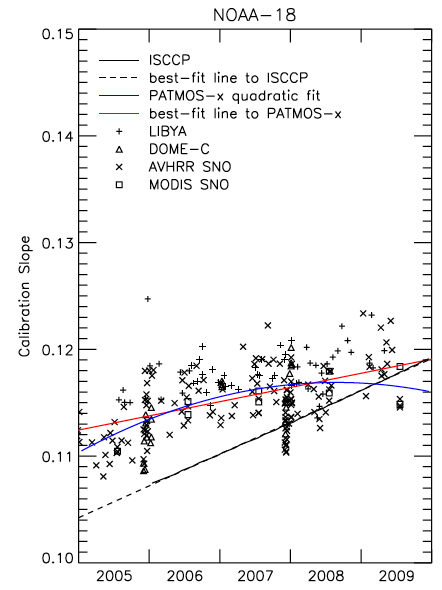 NOAA-18
0.15
ISCCP
best-fit line to ISCCP
PATMOS-x quadratic fit
best-fit line to PATMOS-x
LIBYA
DOME-C
AVHRR SNO
MODIS SNO
0.14
0.13
Calibration Slope
0.12
0.11
0.10
2005 2006 2007 2008 2009